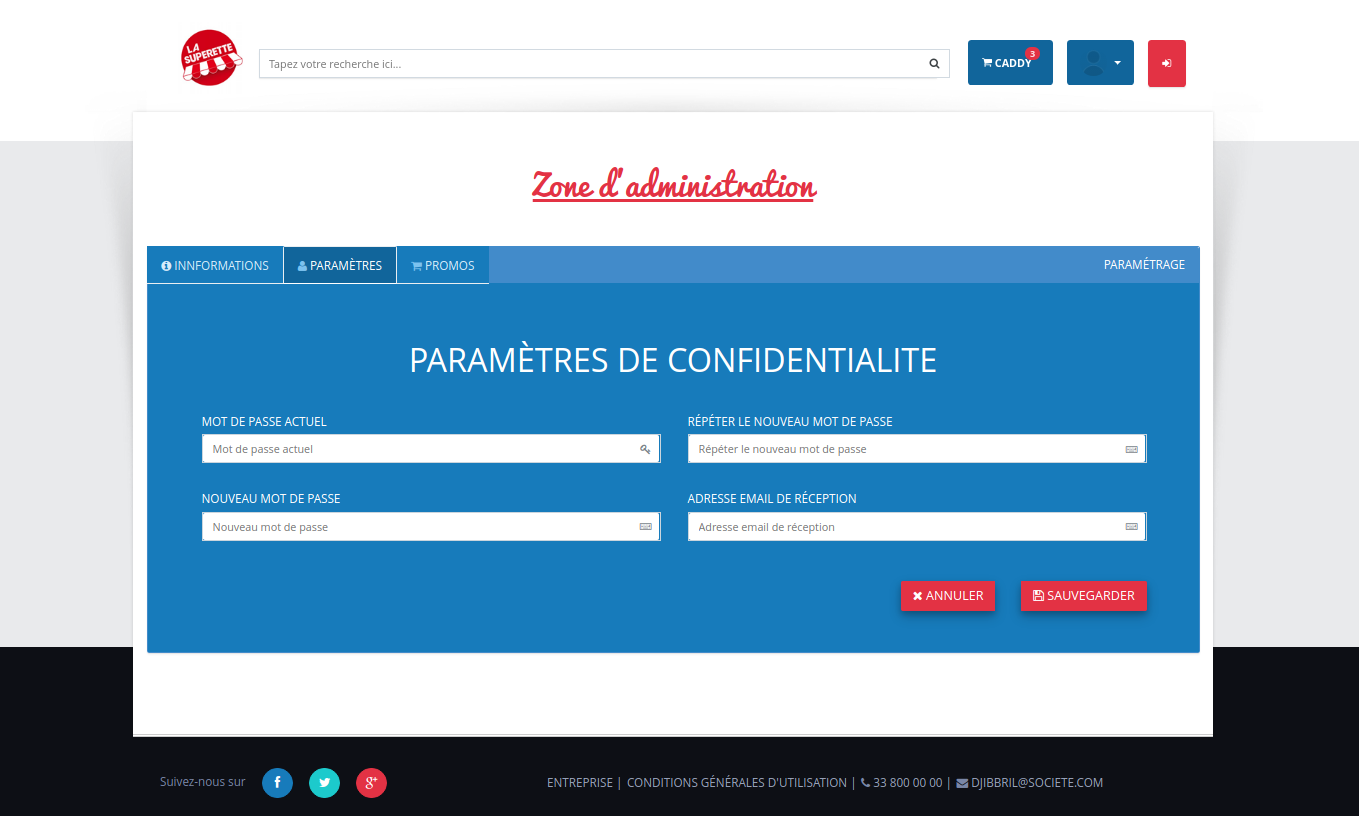 LA
SUPERETTE
Tapez votre recherche ici...
CADDY
3
Zone d'administration
INNFORMATIONS
PARAMÈTRES
PROMOS
PARAMÉTRAGE
PARAMÈTRES DE CONFIDENTIALITE
MOT DE PASSE ACTUEL
Mot de passe actuel
RÉPÉTER LE NOUVEAU MOT DE PASSE
Répéter le nouveau mot de passe
NOUVEAU MOT DE PASSE
Nouveau mot de passe
ADRESSE EMAIL DE RÉCEPTION
Adresse email de réception
ANNULER
SAUVEGARDER
Suivez-nous sur
ENTREPRISE | CONDITIONS GÉNÉRALES D'UTILISATION | 33 800 00 00 | DJIBBRIL@SOCIETE.COM